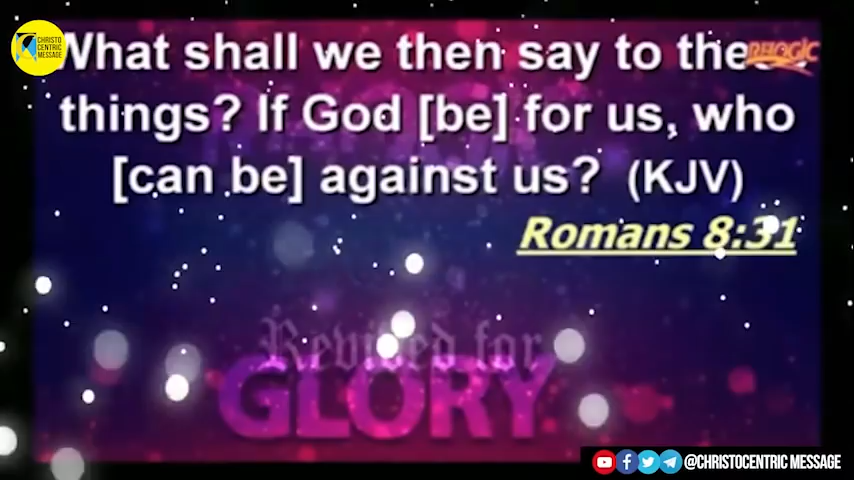 CHRISTO
CENTRIC
MESSAGE
What shall we then say to
RHOGIC
things? If God [be] for us, who
[can be] against us? (KJV)
Romans 8:31
Revived for
GLORY
@CHRISTOCENTRIC MESSAGE